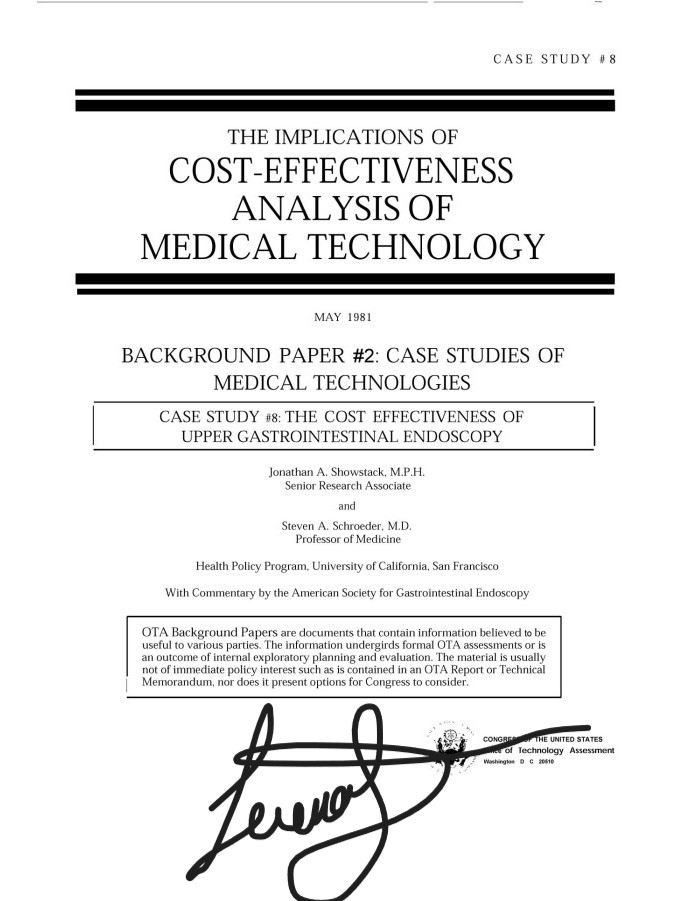 CASE STUDY #8
THE IMPLICATIONS OF
COST-EFFECTIVENESS
ANALYSIS OF
MEDICAL TECHNOLOGY
MAY 1981
BACKGROUND PAPER #2: CASE STUDIES OF
MEDICAL TECHNOLOGIES
CASE STUDY #8: THE COST EFFECTIVENESS OF
UPPER GASTROINTESTINAL ENDOSCOPY
Jonathan A. Showstack, M.P.H.
Senior Research Associate
and
Steven A. Schroeder, M.D.
Professor of Medicine
Health Policy Program, University of California, San Francisco
With Commentary by the American Society for Gastrointestinal Endoscopy
OTA Background Papers are documents that contain information believed to be
useful to various parties. The information undergirds formal OTA assessments or is
an outcome of internal exploratory planning and evaluation. The material is usually
not of immediate policy interest such as is contained in an OTA Report or Technical
Memorandum, nor does it present options for Congress to consider.
CONGRESS OF THE UNITED STATES
of Technology Assessment
Washington D C 20510